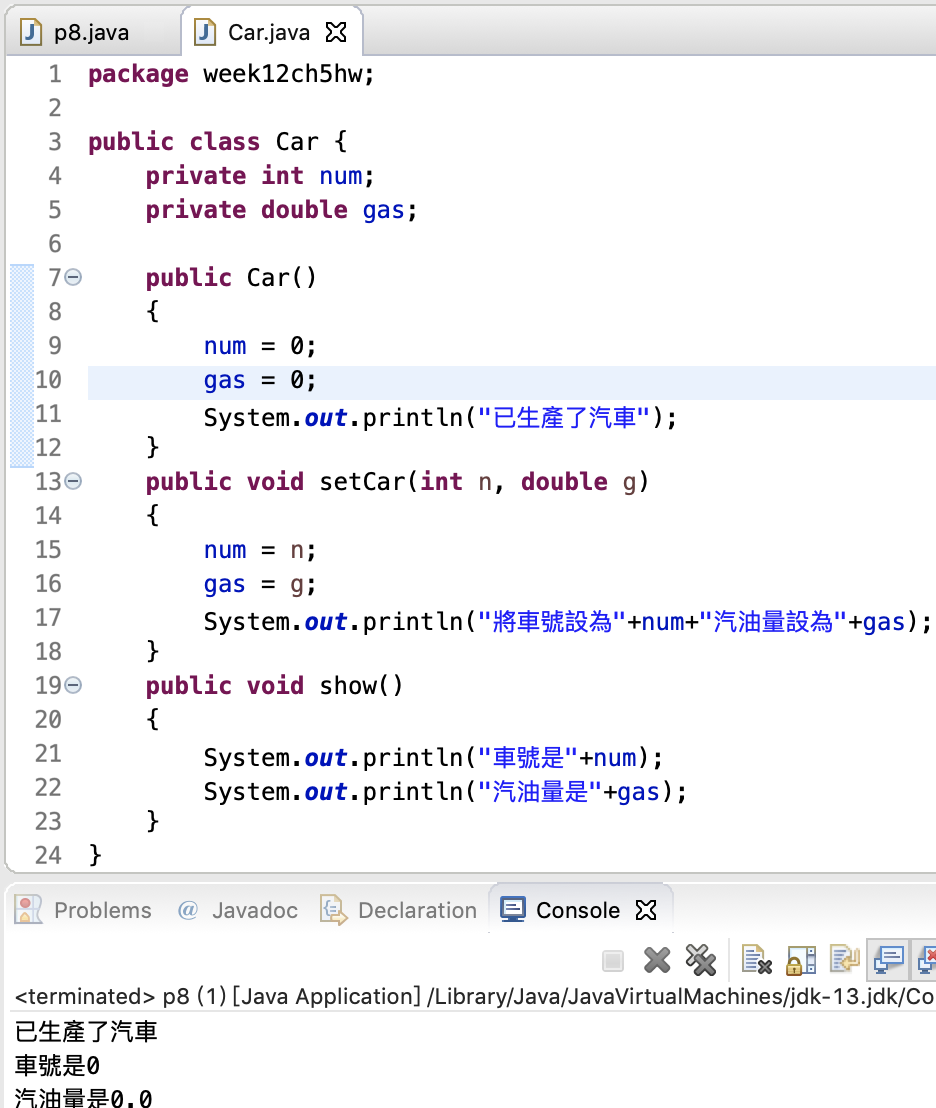 p8.java Car.java
1 package week12ch5hw;
2
3 public class Car {
4     private int num;
5     private double gas;
6
7     public Car()
8     {
9         num = 0;
10         gas = 0;
11         System.out.println("已生產了汽車");
12     }
13     public void setCar(int n, double g)
14     {
15         num = n;
16         gas = g;
17         System.out.println("將車號設為"+num+"汽油量設為"+gas);
18     }
19     public void show()
20     {
21         System.out.println("車號是"+num);
22         System.out.println("汽油量是"+gas);
23     }
24 }
Problems @ Javadoc Declaration Console
<terminated> p8 (1) [Java Application] /Library/Java/JavaVirtualMachines/jdk-13.jdk/Co
已生產了汽車
車號是0
汽油量是0.0